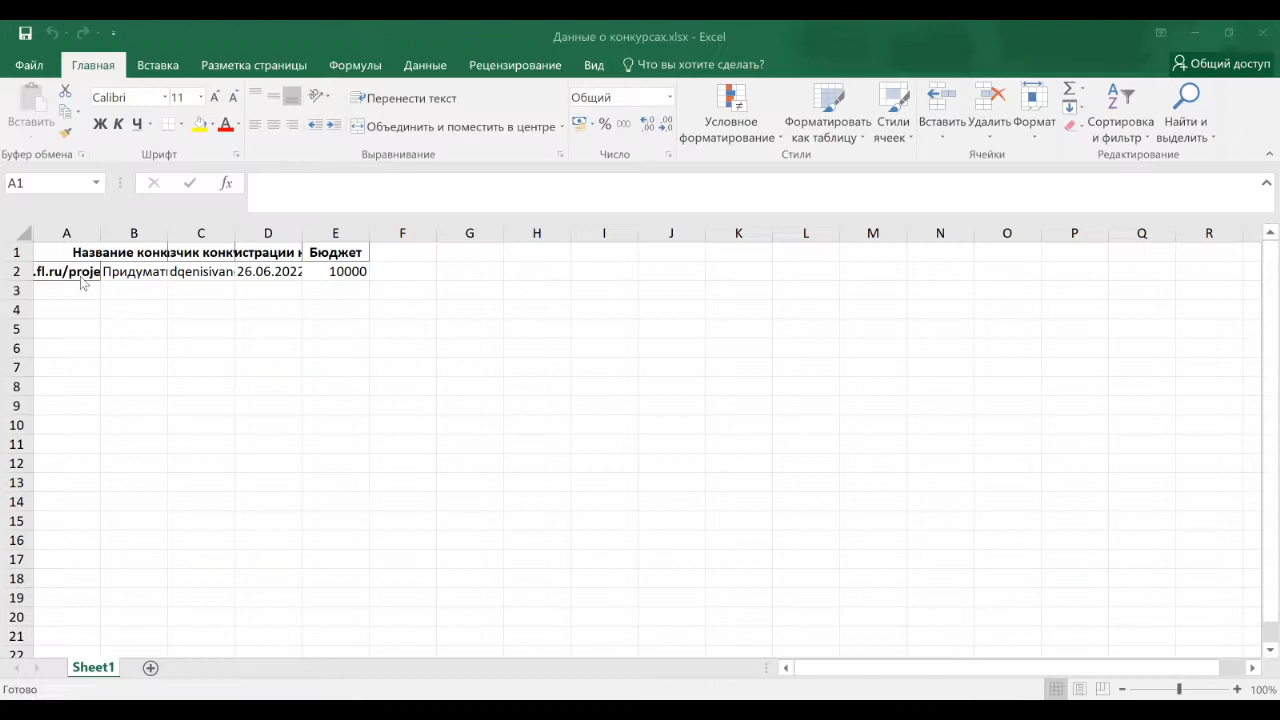 Данные о конкурсах.xlsx - Excel
Файл Главная Вставка Разметка страницы Формулы Данные Рецензирование Вид Что вы хотите сделать? Общий доступ
Вставить
Calibri 11
Ж К Ч
Перенести текст
Объединить и поместить в центре
Общий
% 000
Условное форматирование
Форматировать как таблицу
Стили ячеек
Вставить Удалить Формат
Сортировка и фильтр
Найти и выделить
Буфер обмена Шрифт Выравнивание Число Стили Ячейки Редактирование
A1 fx
A B C D E F G H I J K L M N O P Q R
1 Название конк зчик конк истрации к Бюджет
2 .fl.ru/proje Придумать dqenisivan 26.06.2022 10000
3
4
5
6
7
8
9
10
11
12
13
14
15
16
17
18
19
20
21
22
Sheet1
Готово 100%